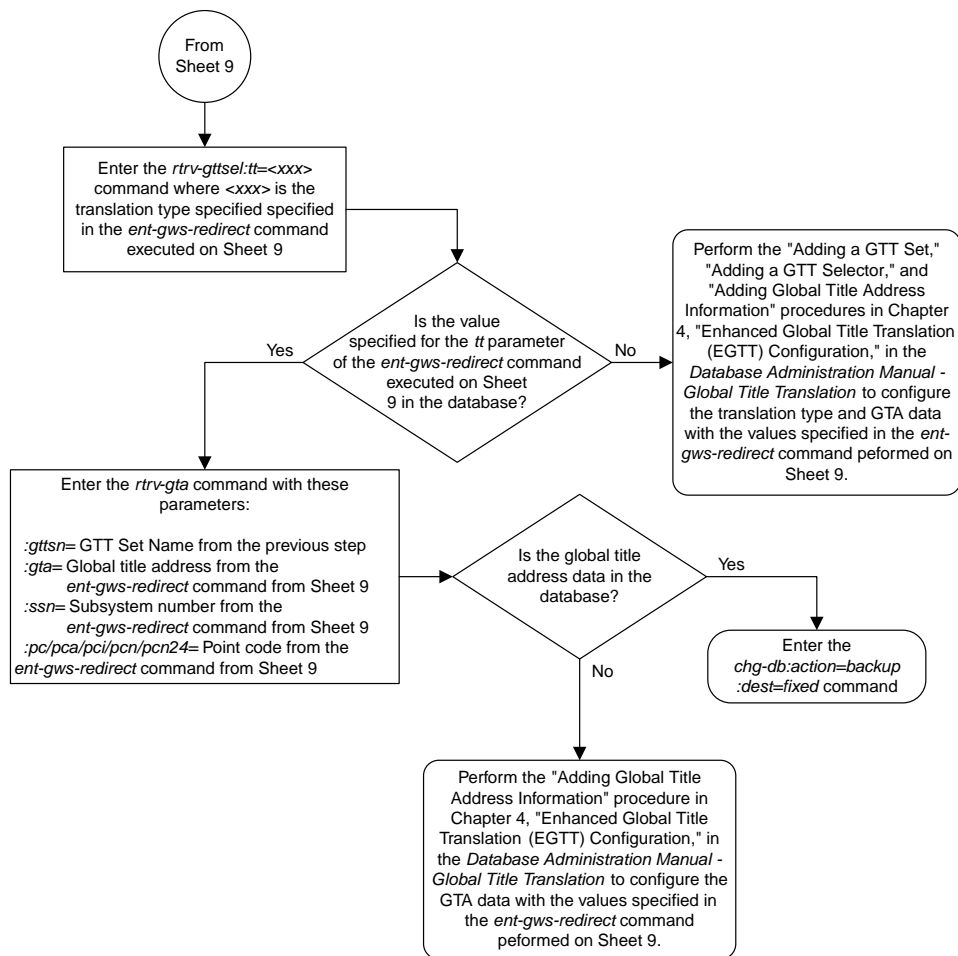 From
Sheet 9
Enter the rtrv-gttsel:tt=<xxx>
command where <xxx> is the
translation type specified specified
in the ent-gws-redirect command
executed on Sheet 9
Is the value
specified for the tt parameter
of the ent-gws-redirect command
executed on Sheet
9 in the database?
Yes
No
Perform the "Adding a GTT Set,"
"Adding a GTT Selector," and
"Adding Global Title Address
Information" procedures in Chapter
4, "Enhanced Global Title Translation
(EGTT) Configuration," in the
Database Administration Manual -
Global Title Translation to configure
the translation type and GTA data
with the values specified in the ent-
gws-redirect command peformed on
Sheet 9.
Enter the rtrv-gta command with these
parameters:
:gttsn= GTT Set Name from the previous step
:gta= Global title address from the
ent-gws-redirect command from Sheet 9
:ssn= Subsystem number from the
ent-gws-redirect command from Sheet 9
:pc/pca/pci/pcn/pcn24= Point code from the
ent-gws-redirect command from Sheet 9
Is the global title
address data in the
database?
Yes
No
Enter the
chg-db:action=backup
:dest=fixed command
Perform the "Adding Global Title
Address Information" procedure in
Chapter 4, "Enhanced Global Title
Translation (EGTT) Configuration," in
the Database Administration Manual -
Global Title Translation to configure the
GTA data with the values specified in
the ent-gws-redirect command
peformed on Sheet 9.